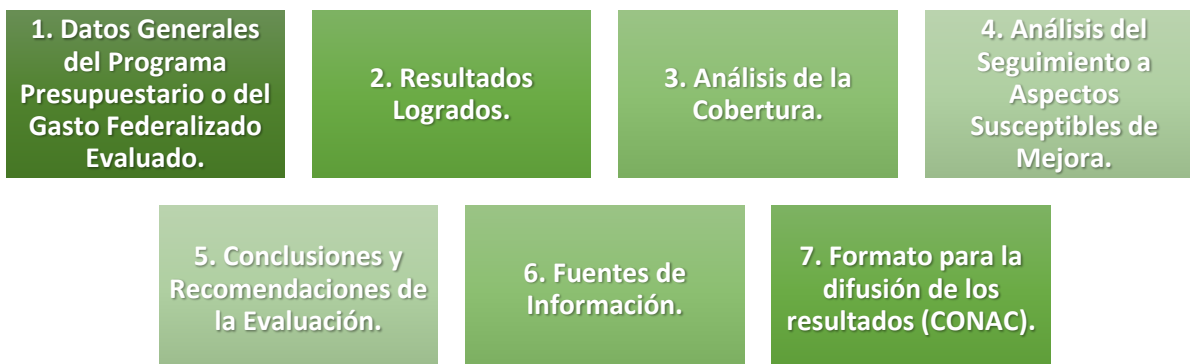 1. Datos Generales
del Programa
Presupuestario o del
Gasto Federalizado
Evaluado.
2. Resultados
Logrados.
3. Análisis de la
Cobertura.
4. Análisis del
Seguimiento a
Aspectos
Susceptibles de
Mejora.
5. Conclusiones y
Recomendaciones de
la Evaluación.
6. Fuentes de
Información.
7. Formato para la
difusión de los
resultados (CONAC).